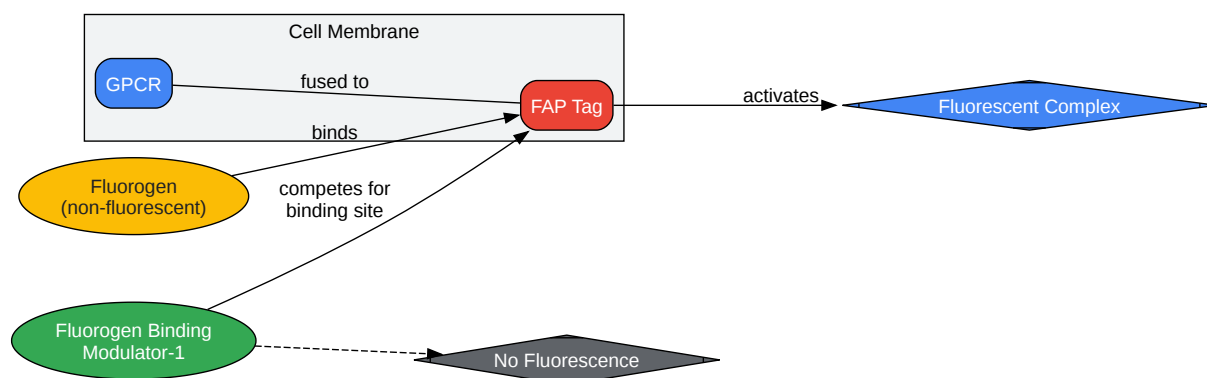 Cell Membrane
GPCR
fused to
FAP Tag
activates
Fluorescent Complex
binds
Fluorogen
(non-fluorescent)
competes for
binding site
Fluorogen Binding
Modulator-1
No Fluorescence